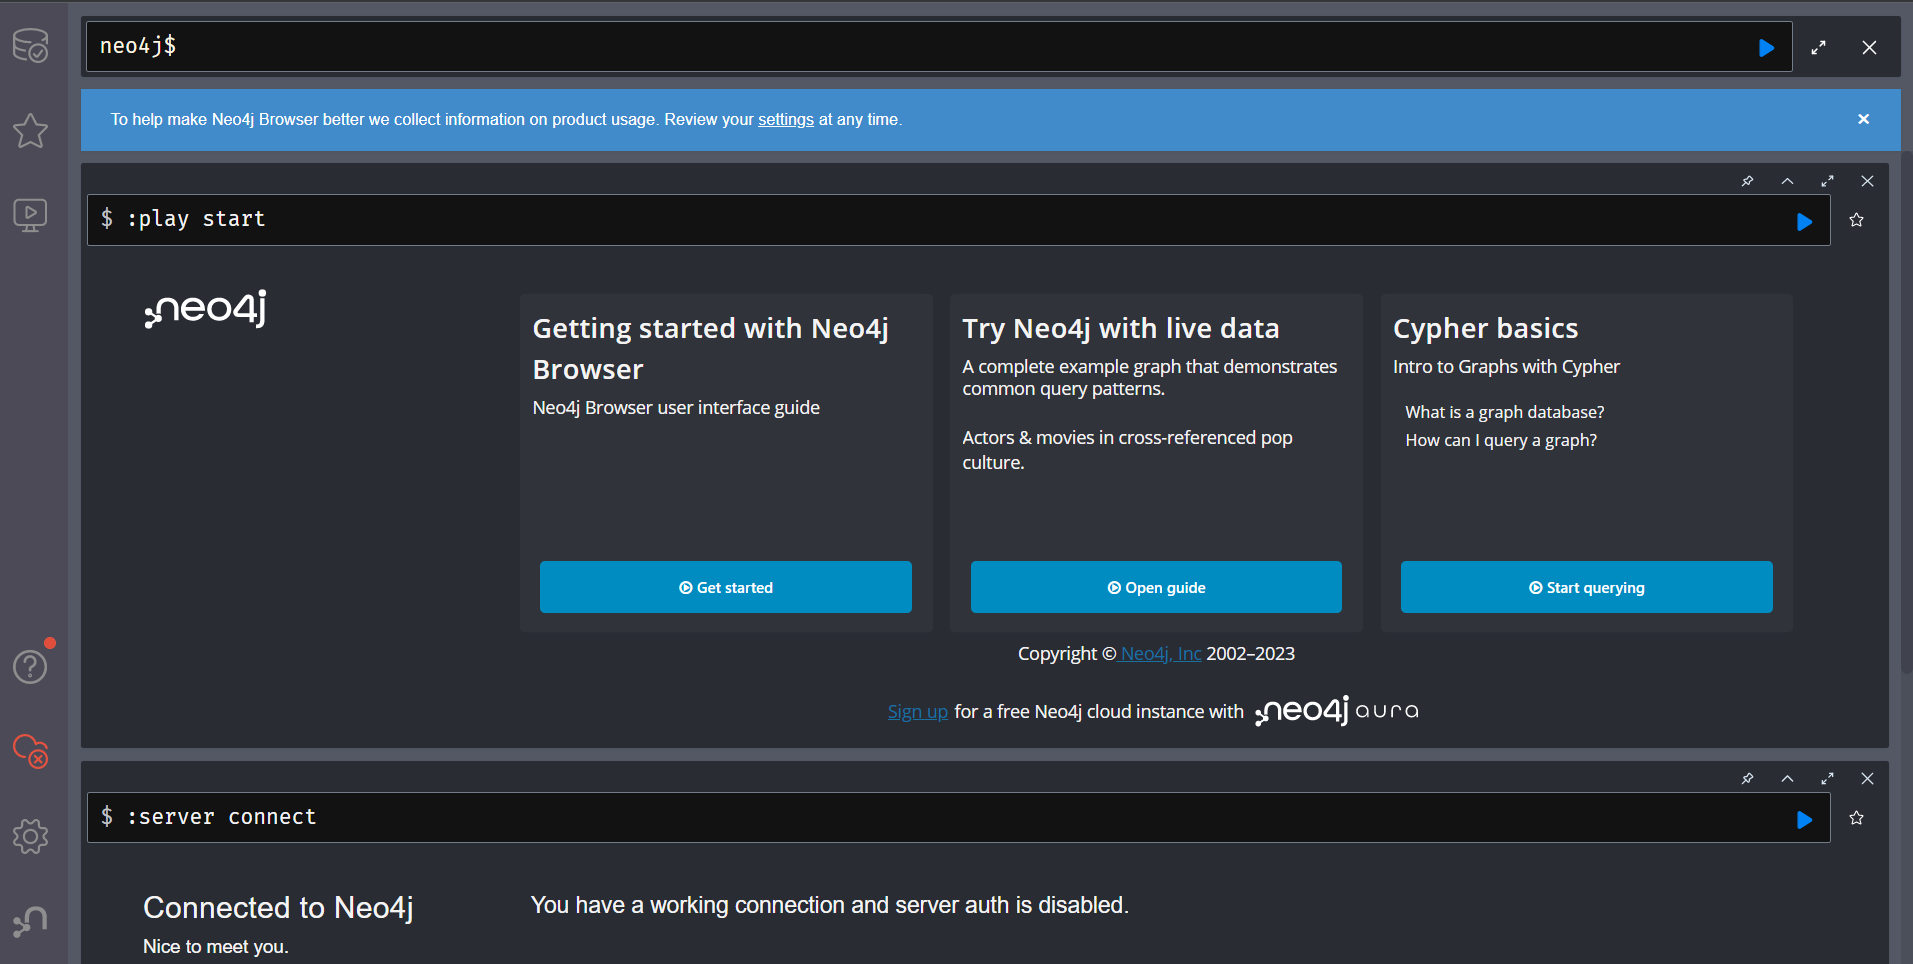 neo4j$
To help make Neo4j Browser better we collect information on product usage. Review your settings at any time.
$ :play start
neo4j
Getting started with Neo4j
Browser
Neo4j Browser user interface guide
Get started
Try Neo4j with live data
A complete example graph that demonstrates
common query patterns.
Actors & movies in cross-referenced pop
culture.
Open guide
Cypher basics
Intro to Graphs with Cypher
What is a graph database?
How can I query a graph?
Start querying
Copyright © Neo4j, Inc 2002–2023
Sign up for a free Neo4j cloud instance with neo4j aura
$ :server connect
Connected to Neo4j
Nice to meet you.
You have a working connection and server auth is disabled.